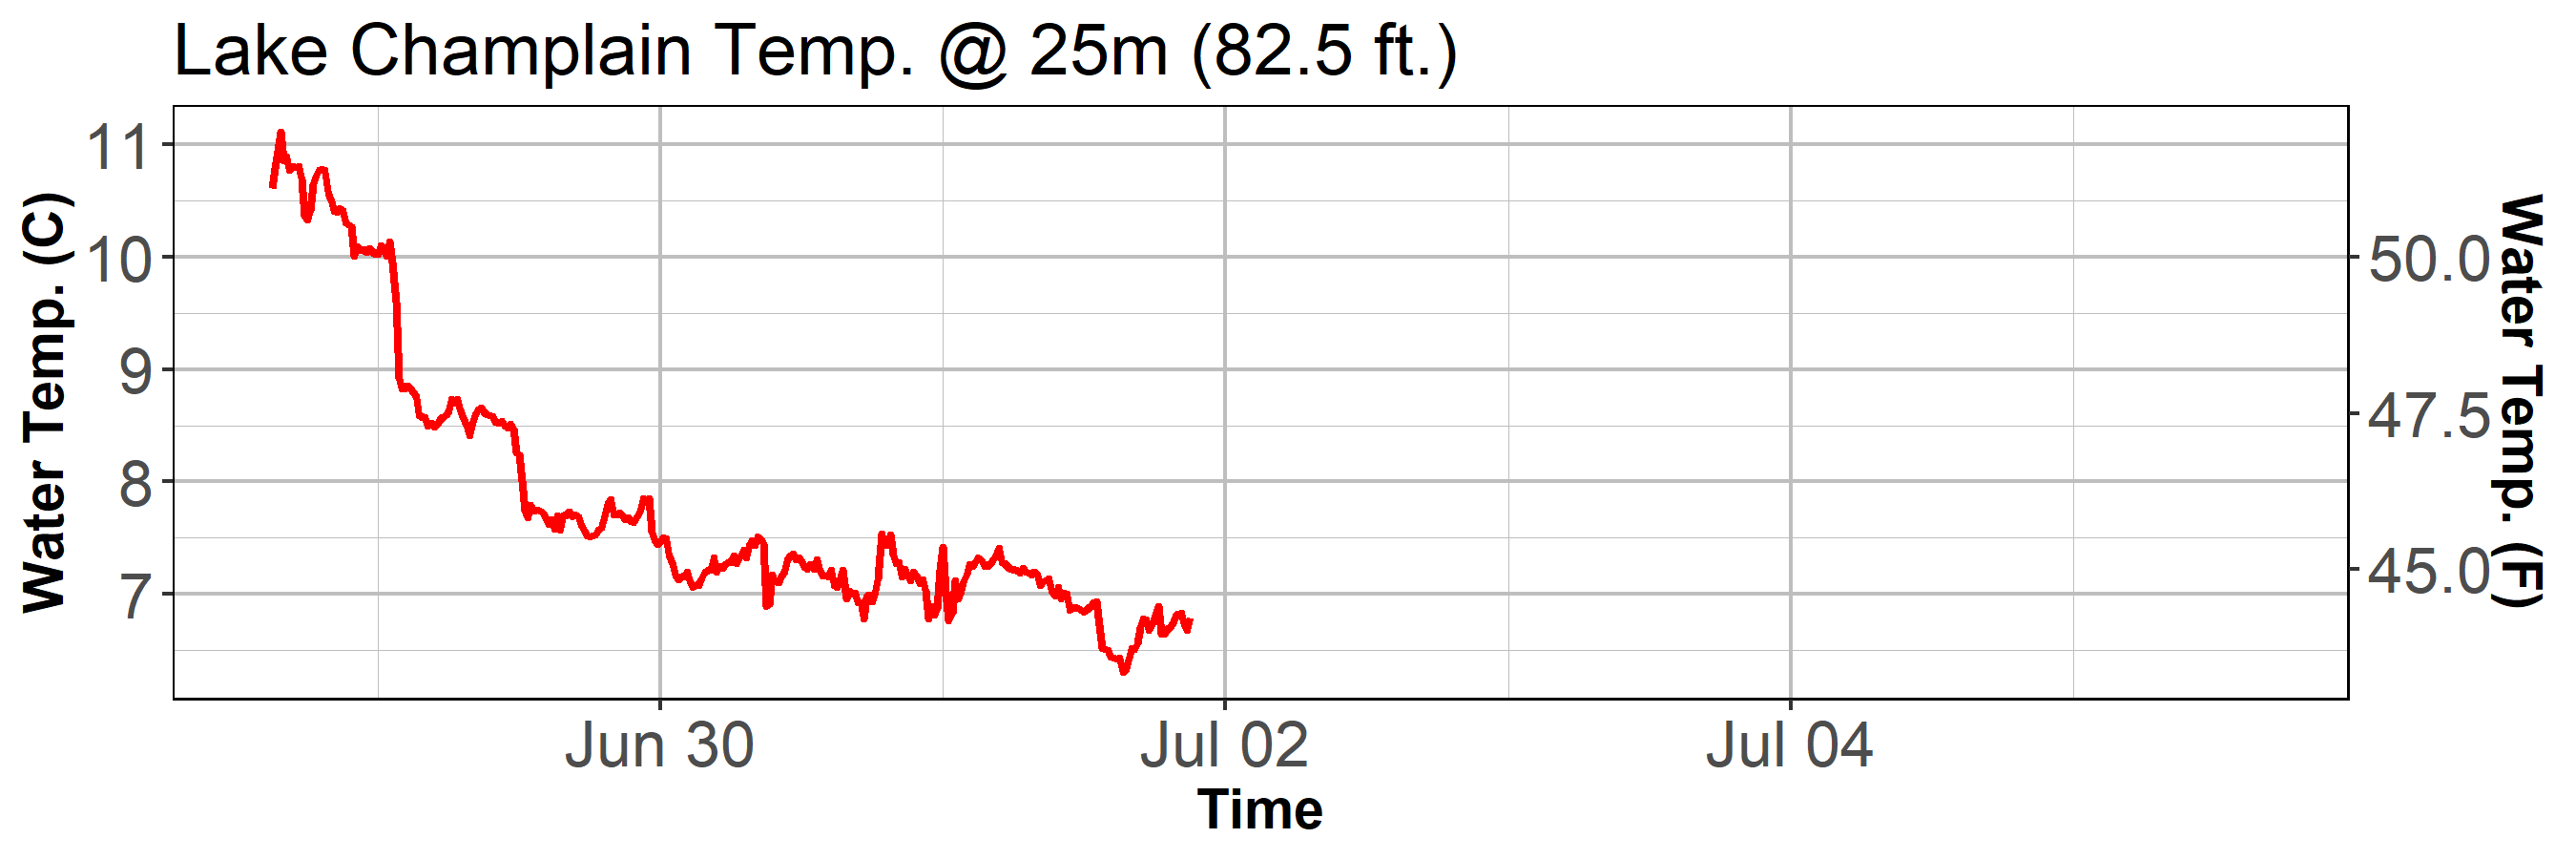 Lake Champlain Temp. @ 25m (82.5 ft.)
Water Temp. (C)
11
10
9
8
7
50.0
47.5
45.0
Water Temp. (F)
Jun 30
Jul 02
Jul 04
Time